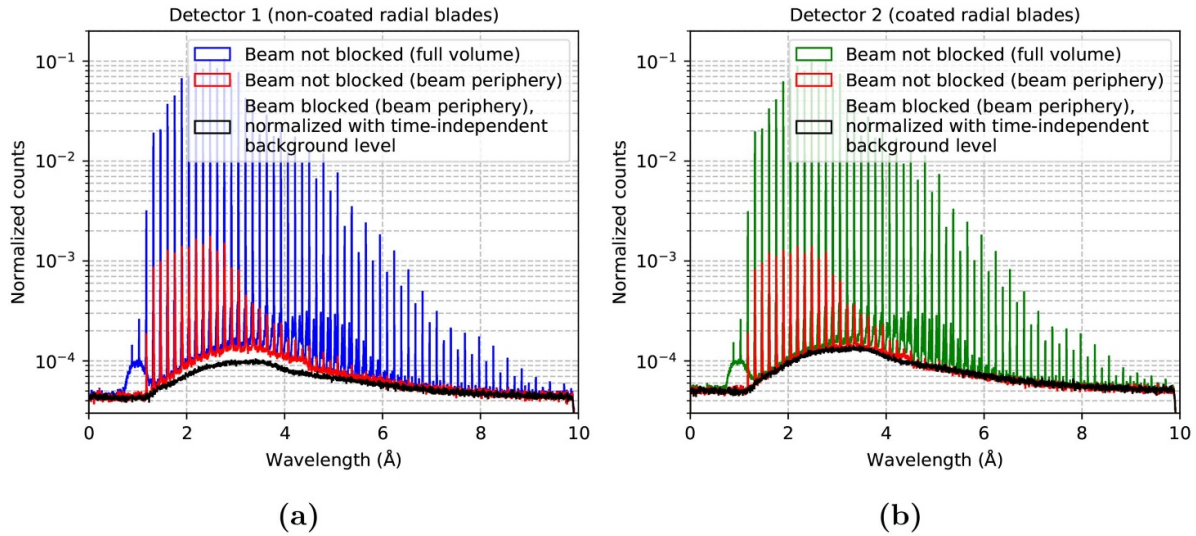 Detector 1 (non-coated radial blades)
Beam not blocked (full volume)
Beam not blocked (beam periphery)
Beam blocked (beam periphery),
normalized with time-independent
background level
Normalized counts
10⁻¹
10⁻²
10⁻³
10⁻⁴
0 2 4 6 8 10
Wavelength (Å)
(a)
Detector 2 (coated radial blades)
Beam not blocked (full volume)
Beam not blocked (beam periphery)
Beam blocked (beam periphery),
normalized with time-independent
background level
Normalized counts
10⁻¹
10⁻²
10⁻³
10⁻⁴
0 2 4 6 8 10
Wavelength (Å)
(b)